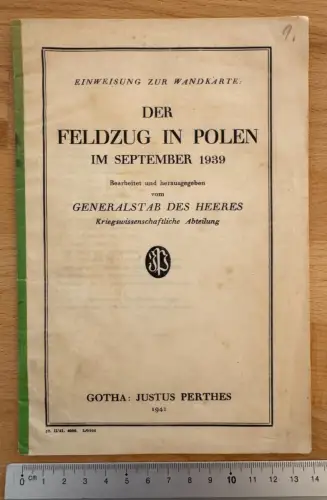 9.
EINWEISUNG ZUR WANDKARTE:
DER
FELDZUG IN POLEN
IM SEPTEMBER 1939
Bearbeitet und herausgegeben
vom
GENERALSTAB DES HEERES
Kriegswissenschaftliche Abteilung
GOTHA: JUSTUS PERTHES
1941
0 CM 1 2 3 4 5 6 7 8 9 10 11 12 13 14